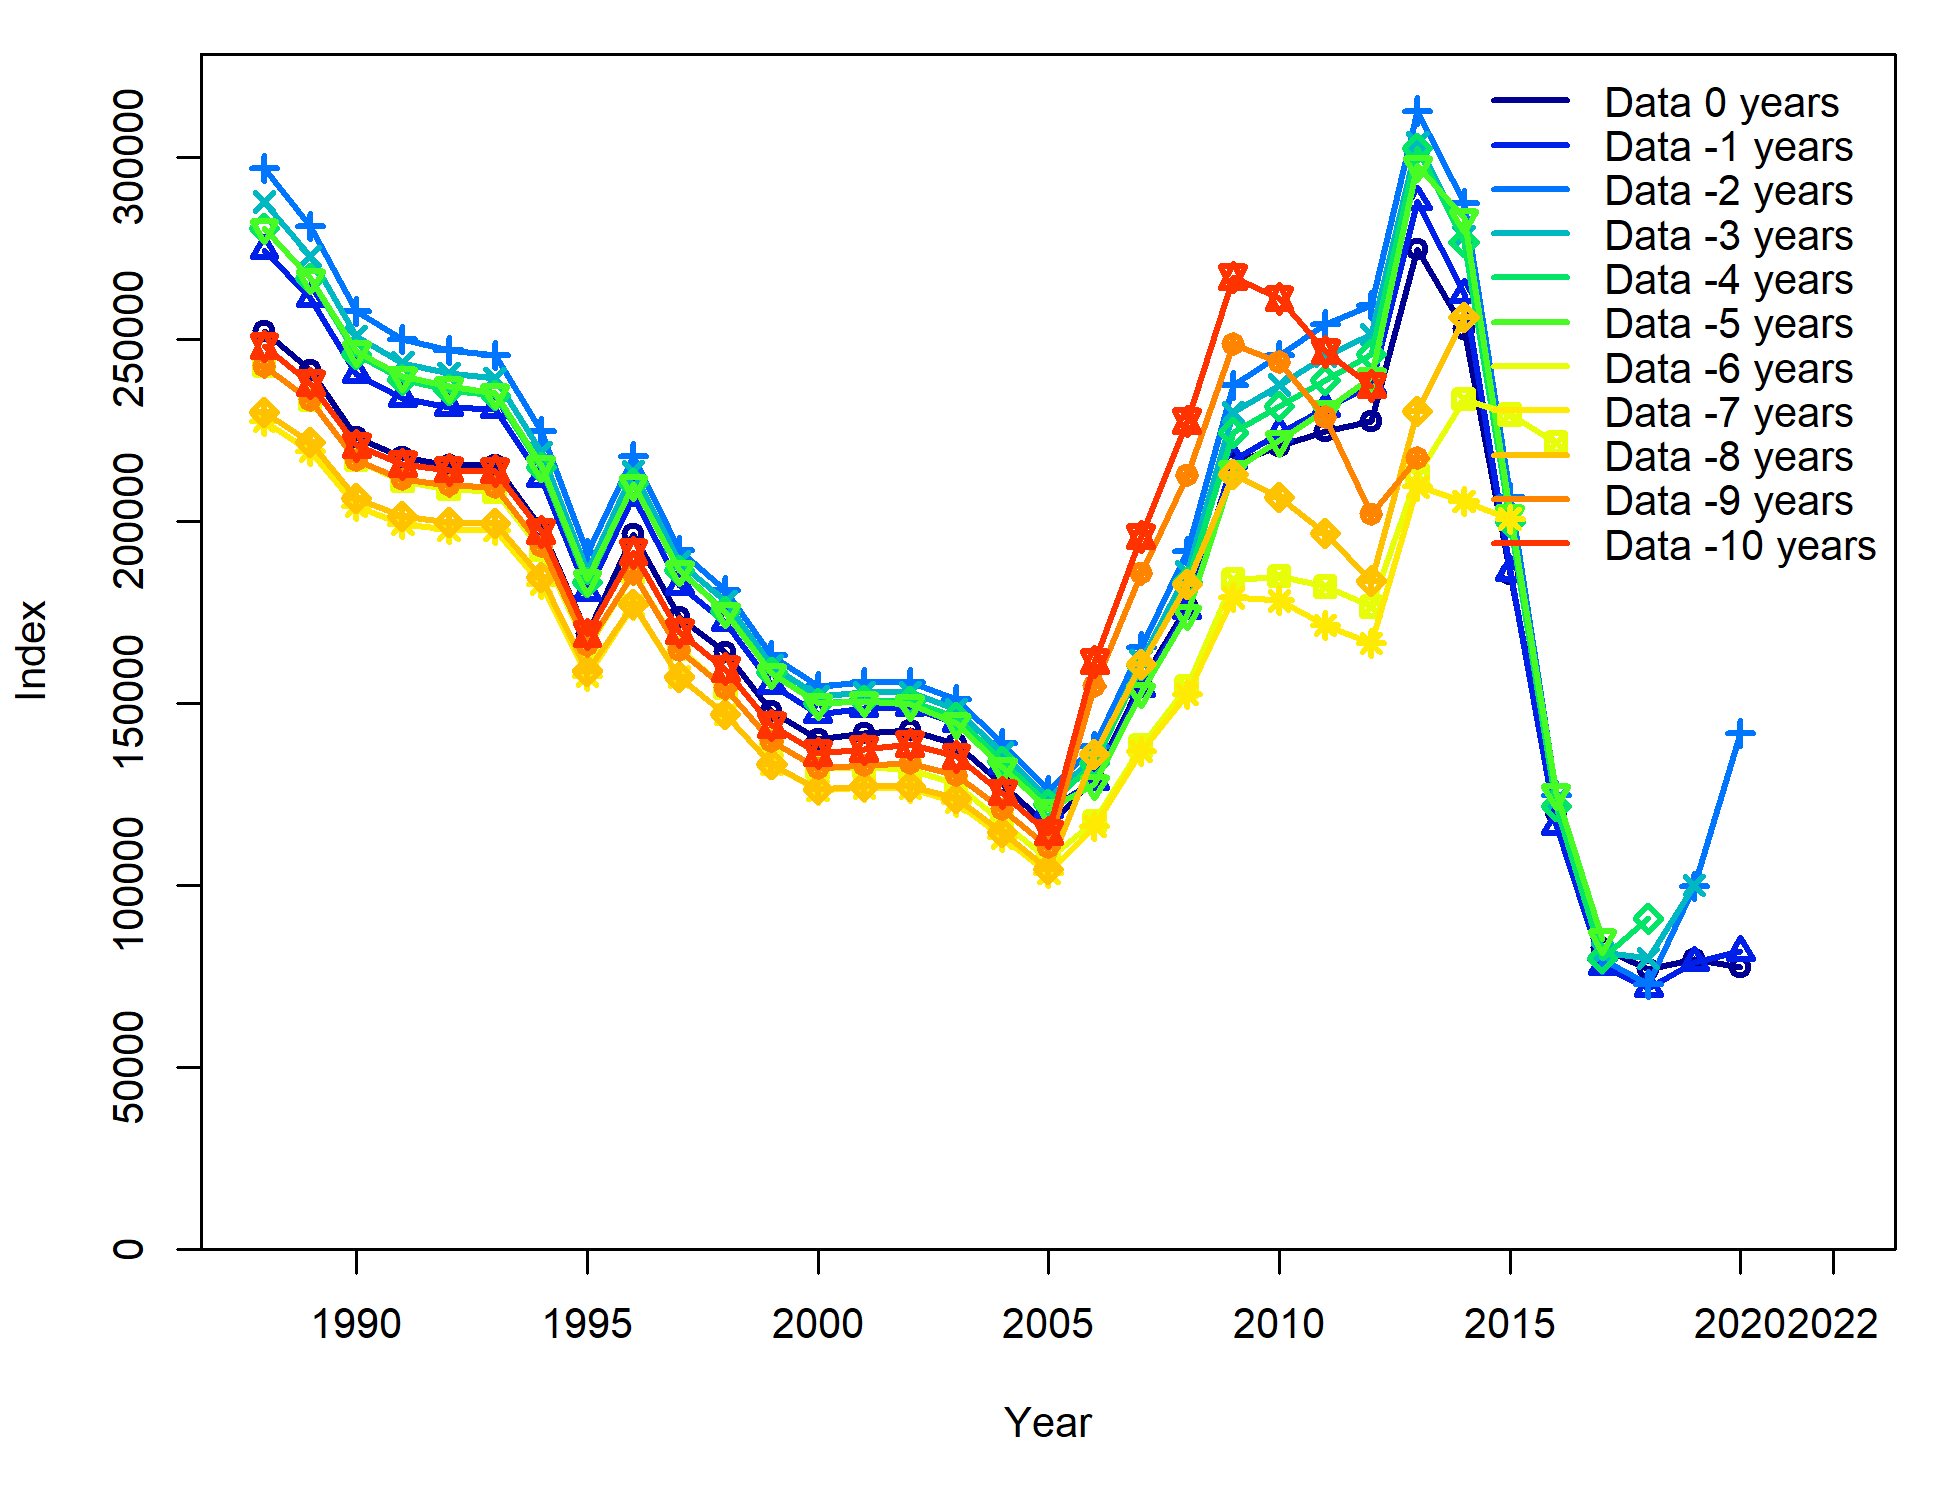 300000
250000
200000
150000
100000
50000
0
Index
1990 1995 2000 2005 2010 2015 2020 2022
Year
Data 0 years
Data -1 years
Data -2 years
Data -3 years
Data -4 years
Data -5 years
Data -6 years
Data -7 years
Data -8 years
Data -9 years
Data -10 years